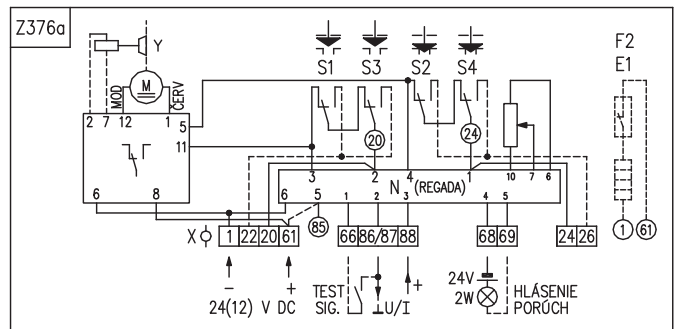 Z376a
Y
F2
E1
S1 S3 S2 S4
M
MOD
ČERV
2 7 12 1
5
11
20
24
3 2 4 1 10 7 6
N (REGADA)
6 8
6 5 1 2 3 4 5
X 1 22 20 61
85
66 86/87 88
68 69
24 26
1 61
− +
24(12) V DC
TEST
SIG.
U/I
+
24V
2W
HLÁSENIE
PORÚCH